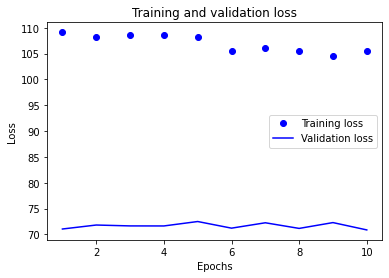 Training and validation loss
Loss
110
105
100
95
90
85
80
75
70
Training loss
Validation loss
2
4
6
8
10
Epochs